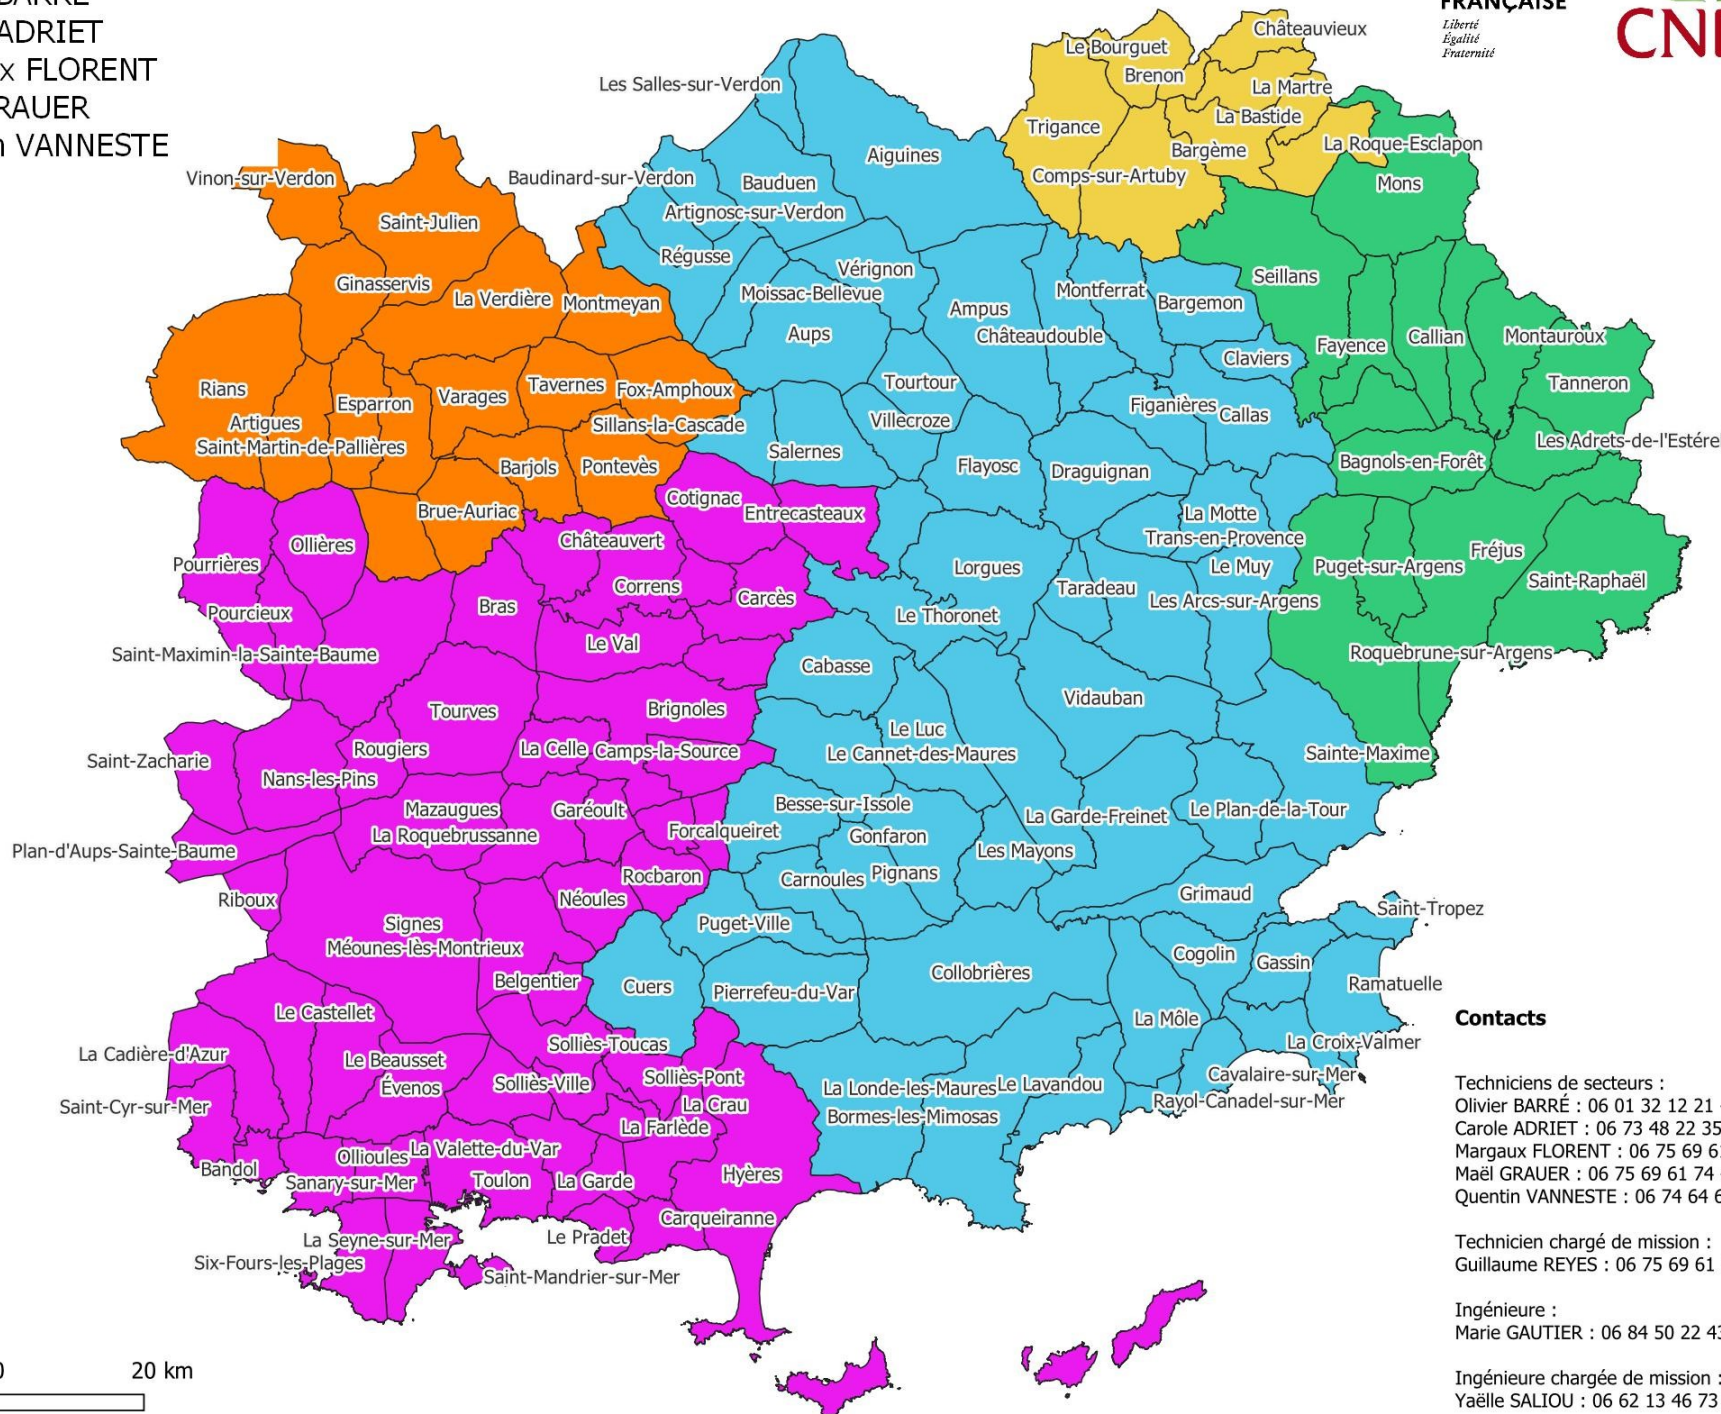 BARRE
ADRIET
x FLORENT
RAUER
n VANNESTE
FRANÇAISE
Liberté
Égalité
Fraternité
Châteauvieux
Le Bourguet
Brenon
Les Salles-sur-Verdon
La Martre
La Bastide
Trigance
La Roque-Esclapon
Bargème
Aiguines
Vinon-sur-Verdon
Baudinard-sur-Verdon
Bauduen
Comps-sur-Artuby
Mons
Artignosc-sur-Verdon
Saint-Julien
Régusse
Vérignon
Seillans
Ginasservis
La Verdière
Montmeyan
Moissac-Bellevue
Montferrat
Bargemon
Ampus
Aups
Châteaudouble
Callian
Montauroux
Fayence
Claviers
Rians
Esparron
Varages
Tavernes
Fox-Amphoux
Tourtour
Tanneron
Artigues
Figanières
Callas
Villecroze
Sillans-la-Cascade
Saint-Martin-de-Pallières
Salernes
Les Adrets-de-l'Estére
Barjols
Pontevès
Flayosc
Draguignan
Bagnols-en-Forêt
Cotignac
Entrecasteaux
Brue-Auriac
La Motte
Ollières
Châteauvert
Trans-en-Provence
Fréjus
Pourrières
Lorgues
Le Muy
Puget-sur-Argens
Saint-Raphaël
Correns
Taradeau
Carcès
Les Arcs-sur-Argens
Bras
Pourcieux
Le Thoronet
Le Val
Saint-Maximin-la-Sainte-Baume
Cabasse
Roquebrune-sur-Argens
Vidauban
Tourves
Brignoles
Le Luc
Rougiers
La Celle
Camps-la-Source
Le Cannet-des-Maures
Sainte-Maxime
Saint-Zacharie
Nans-les-Pins
Mazaugues
Garéoult
Besse-sur-Issole
La Garde-Freinet
Le Plan-de-la-Tour
La Roquebrussanne
Forcalqueiret
Gonfaron
Plan-d'Aups-Sainte-Baume
Les Mayons
Rocbaron
Carnoules
Pignans
Riboux
Néoules
Grimaud
Saint-Tropez
Signes
Puget-Ville
Méounes-lès-Montrieux
Cogolin
Gassin
Belgentier
Cuers
Pierrefeu-du-Var
Collobrières
Ramatuelle
Le Castellet
La Môle
La Croix-Valmer
Solliès-Toucas
La Cadière-d'Azur
Le Beausset
Évenos
Solliès-Ville
Solliès-Pont
La Londe-les-Maures
Le Lavandou
Cavalaire-sur-Mer
Rayol-Canadel-sur-Mer
Saint-Cyr-sur-Mer
La Crau
Bormes-les-Mimosas
La Farlède
Ollioules
La Valette-du-Var
Bandol
Sanary-sur-Mer
Toulon
La Garde
Hyères
Carqueiranne
La Seyne-sur-Mer
Le Pradet
Six-Fours-les-Plages
Saint-Mandrier-sur-Mer
20 km
Contacts
Techniciens de secteurs :
Olivier BARRÉ : 06 01 32 12 21
Carole ADRIET : 06 73 48 22 35
Margaux FLORENT : 06 75 69 61
Maël GRAUER : 06 75 69 61 74
Quentin VANNESTE : 06 74 64 6
Technicien chargé de mission :
Guillaume REYES : 06 75 69 61
Ingénieure :
Marie GAUTIER : 06 84 50 22 43
Ingénieure chargée de mission :
Yaëlle SALIOU : 06 62 13 46 73